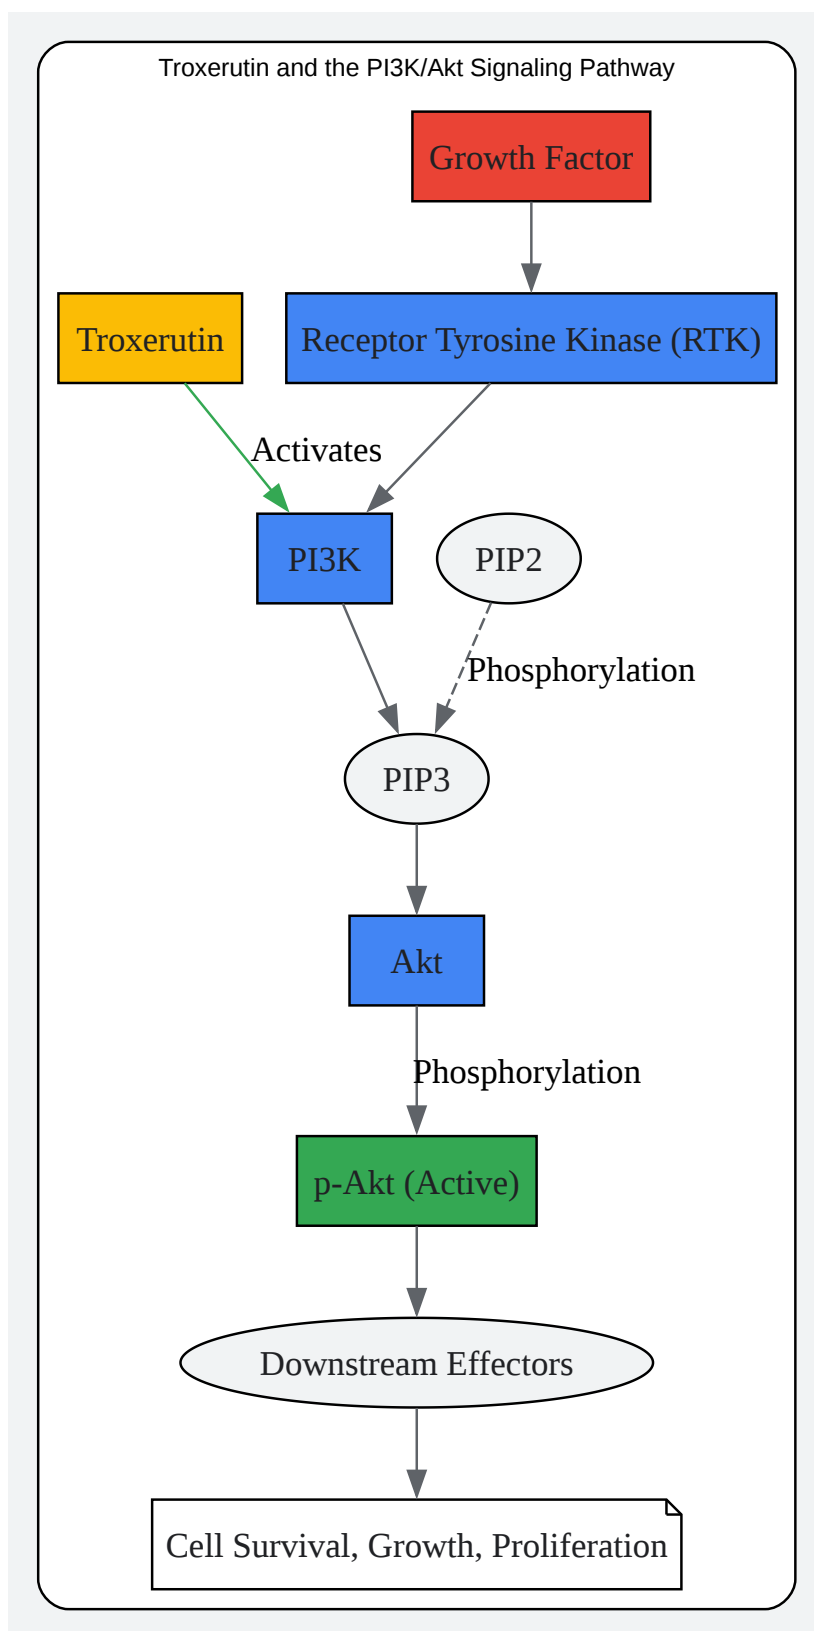 Troxerutin and the PI3K/Akt Signaling Pathway
Growth Factor
Troxerutin
Receptor Tyrosine Kinase (RTK)
Activates
PI3K
PIP2
Phosphorylation
PIP3
Akt
Phosphorylation
p-Akt (Active)
Downstream Effectors
Cell Survival, Growth, Proliferation